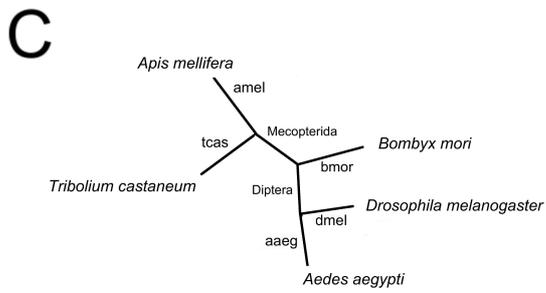 C
Apis mellifera
amel
Mecopterida
tcas
Bombyx mori
bmor
Tribolium castaneum
Diptera
Drosophila melanogaster
dmel
aaeg
Aedes aegypti